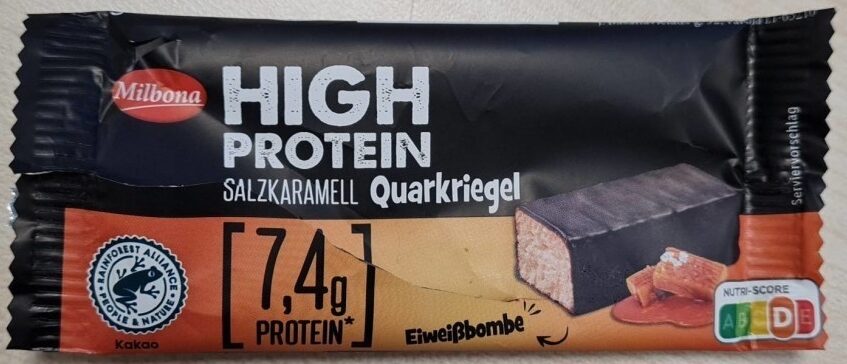 Milbona
HIGH
PROTEIN
SALZKARAMELL Quarkriegel
7,4g
PROTEIN*
Eiweißbombe
RAINFOREST ALLIANCE
PEOPLE & NATURE
Kakao
Serviervorschlag
NUTRI-SCORE
A B C D E